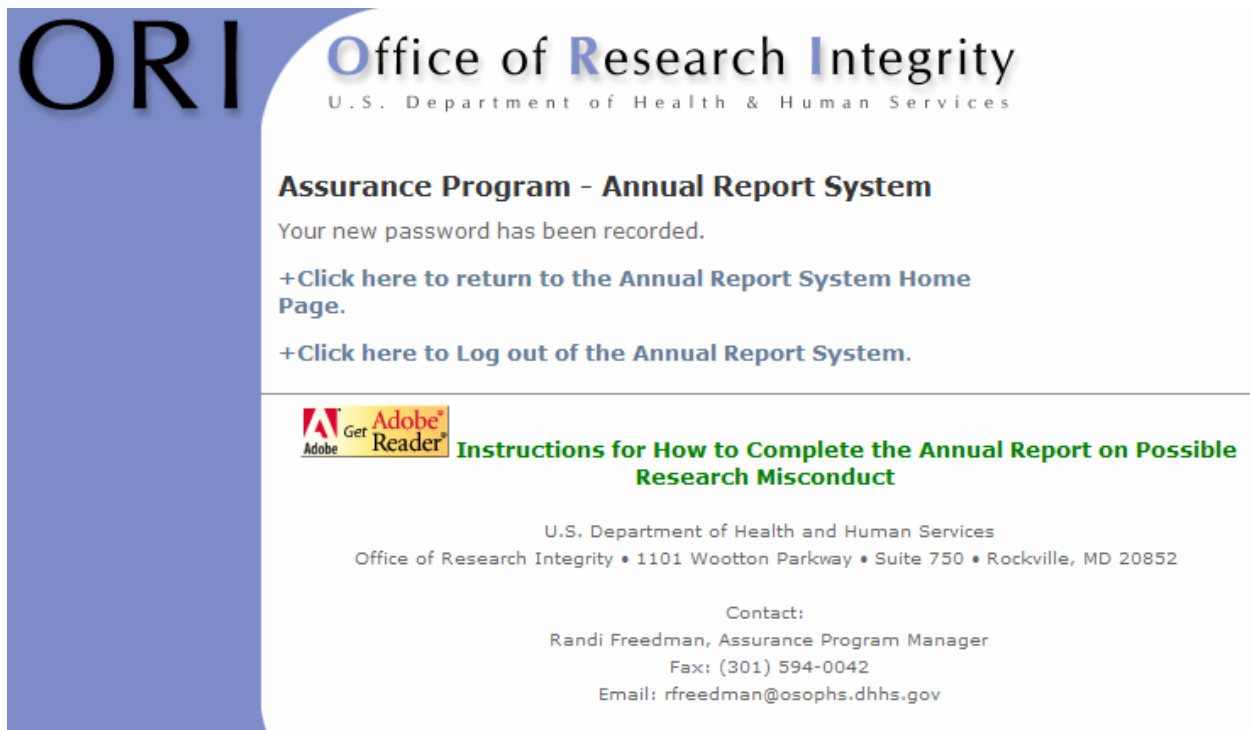 ORI
Office of Research Integrity
U.S. Department of Health & Human Services
Assurance Program - Annual Report System
Your new password has been recorded.
+Click here to return to the Annual Report System Home
Page.
+Click here to Log out of the Annual Report System.
Adobe
Get Adobe®
Reader®
Instructions for How to Complete the Annual Report on Possible
Research Misconduct
U.S. Department of Health and Human Services
Office of Research Integrity • 1101 Wootton Parkway • Suite 750 • Rockville, MD 20852
Contact:
Randi Freedman, Assurance Program Manager
Fax: (301) 594-0042
Email: rfreedman@osophs.dhhs.gov